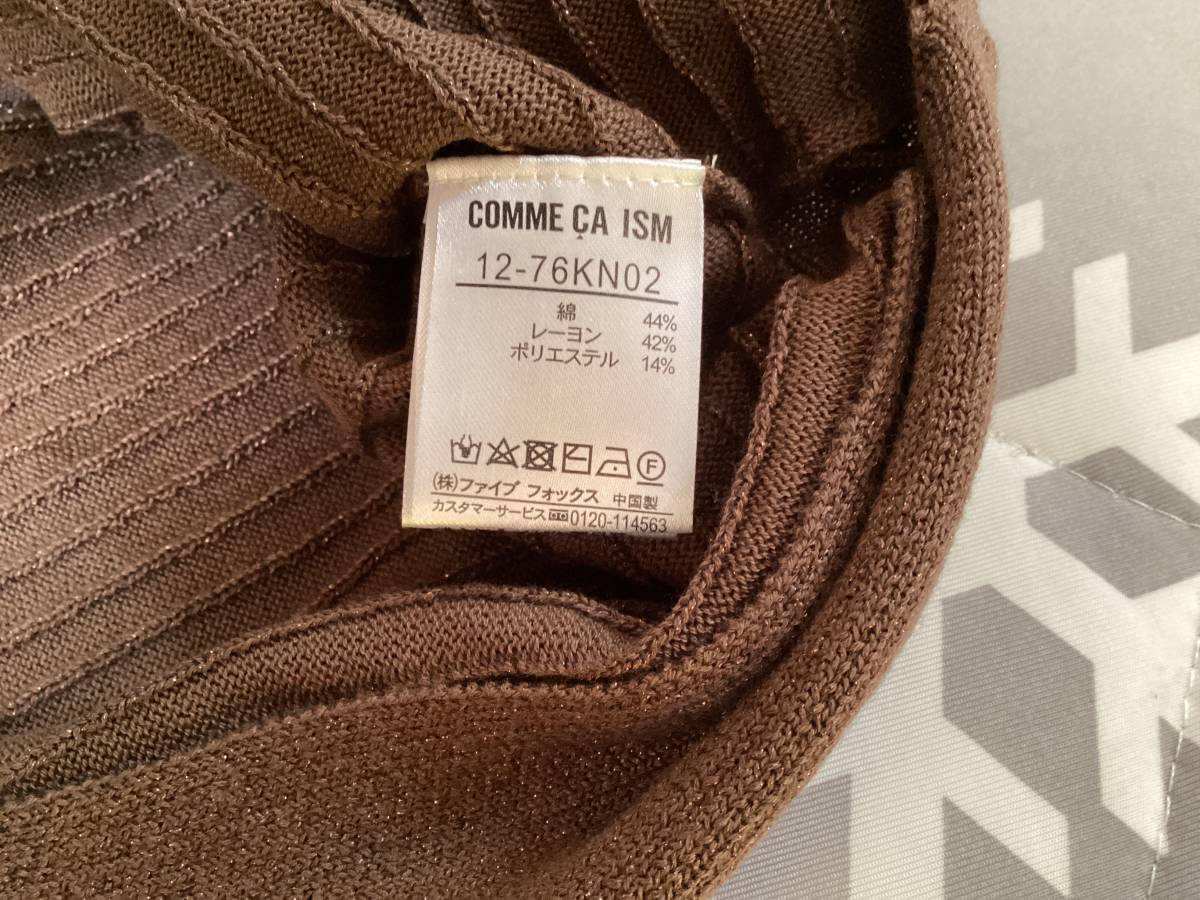 COMME ÇA ISM
12-76KN02
綿 44%
レーヨン 42%
ポリエステル 14%
F
(株)ファイブ フォックス 中国製
カスタマーサービス 0120-114563